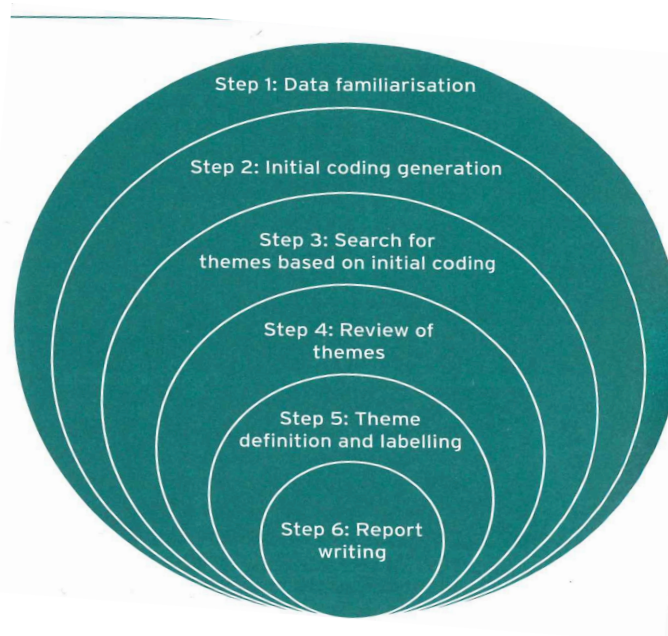 Step 1: Data familiarisation
Step 2: Initial coding generation
Step 3: Search for
themes based on initial coding
Step 4: Review of
themes
Step 5: Theme
definition and labelling
Step 6: Report
writing